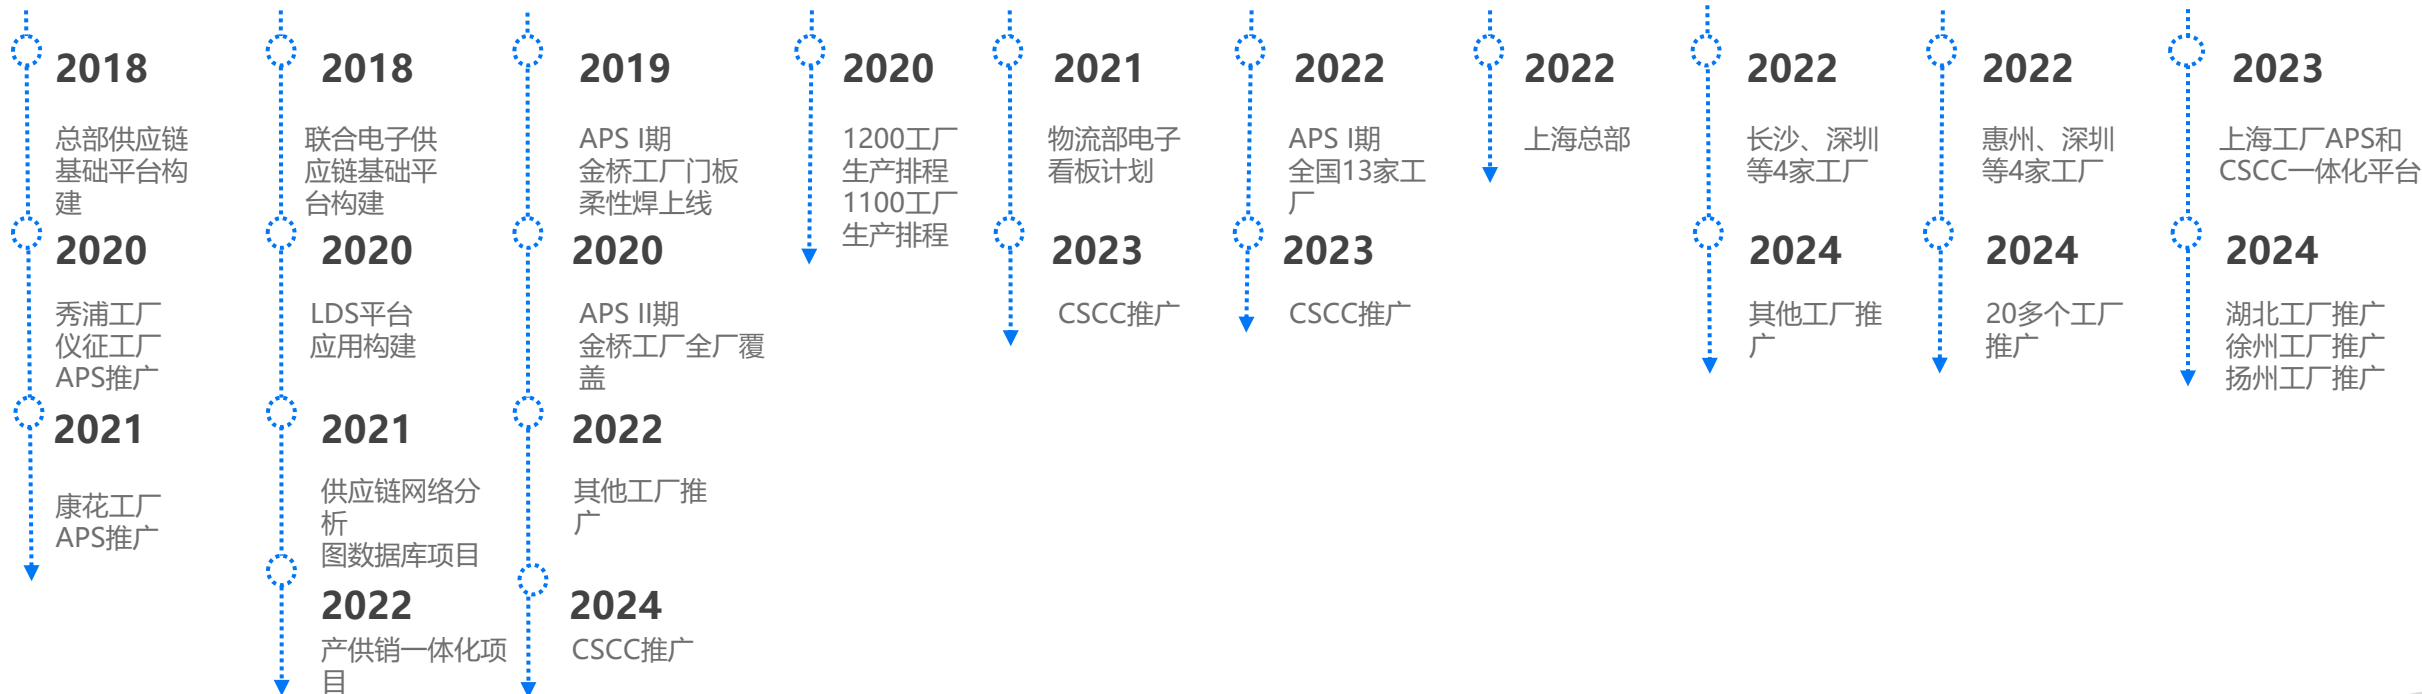 2018
总部供应链
基础平台构
建
2020
秀浦工厂
仪征工厂
APS推广
2021
康花工厂
APS推广
2018
联合电子供
应链基础平
台构建
2020
LDS平台
应用构建
2021
供应链网络分
析
图数据库项目
2022
产供销一体化项
目
2019
APS I期
金桥工厂门板
柔性焊上线
2020
APS II期
金桥工厂全厂覆
盖
2022
其他工厂推
广
2024
CSCC推广
2020
1200工厂
生产排程
1100工厂
生产排程
2021
物流部电子
看板计划
2023
CSCC推广
2022
APS I期
全国13家工
厂
2023
CSCC推广
2022
上海总部
2022
长沙、深圳
等4家工厂
2024
其他工厂推
广
2022
惠州、深圳
等4家工厂
2024
20多个工厂
推广
2023
上海工厂APS和
CSCC一体化平台
2024
湖北工厂推广
徐州工厂推广
扬州工厂推广